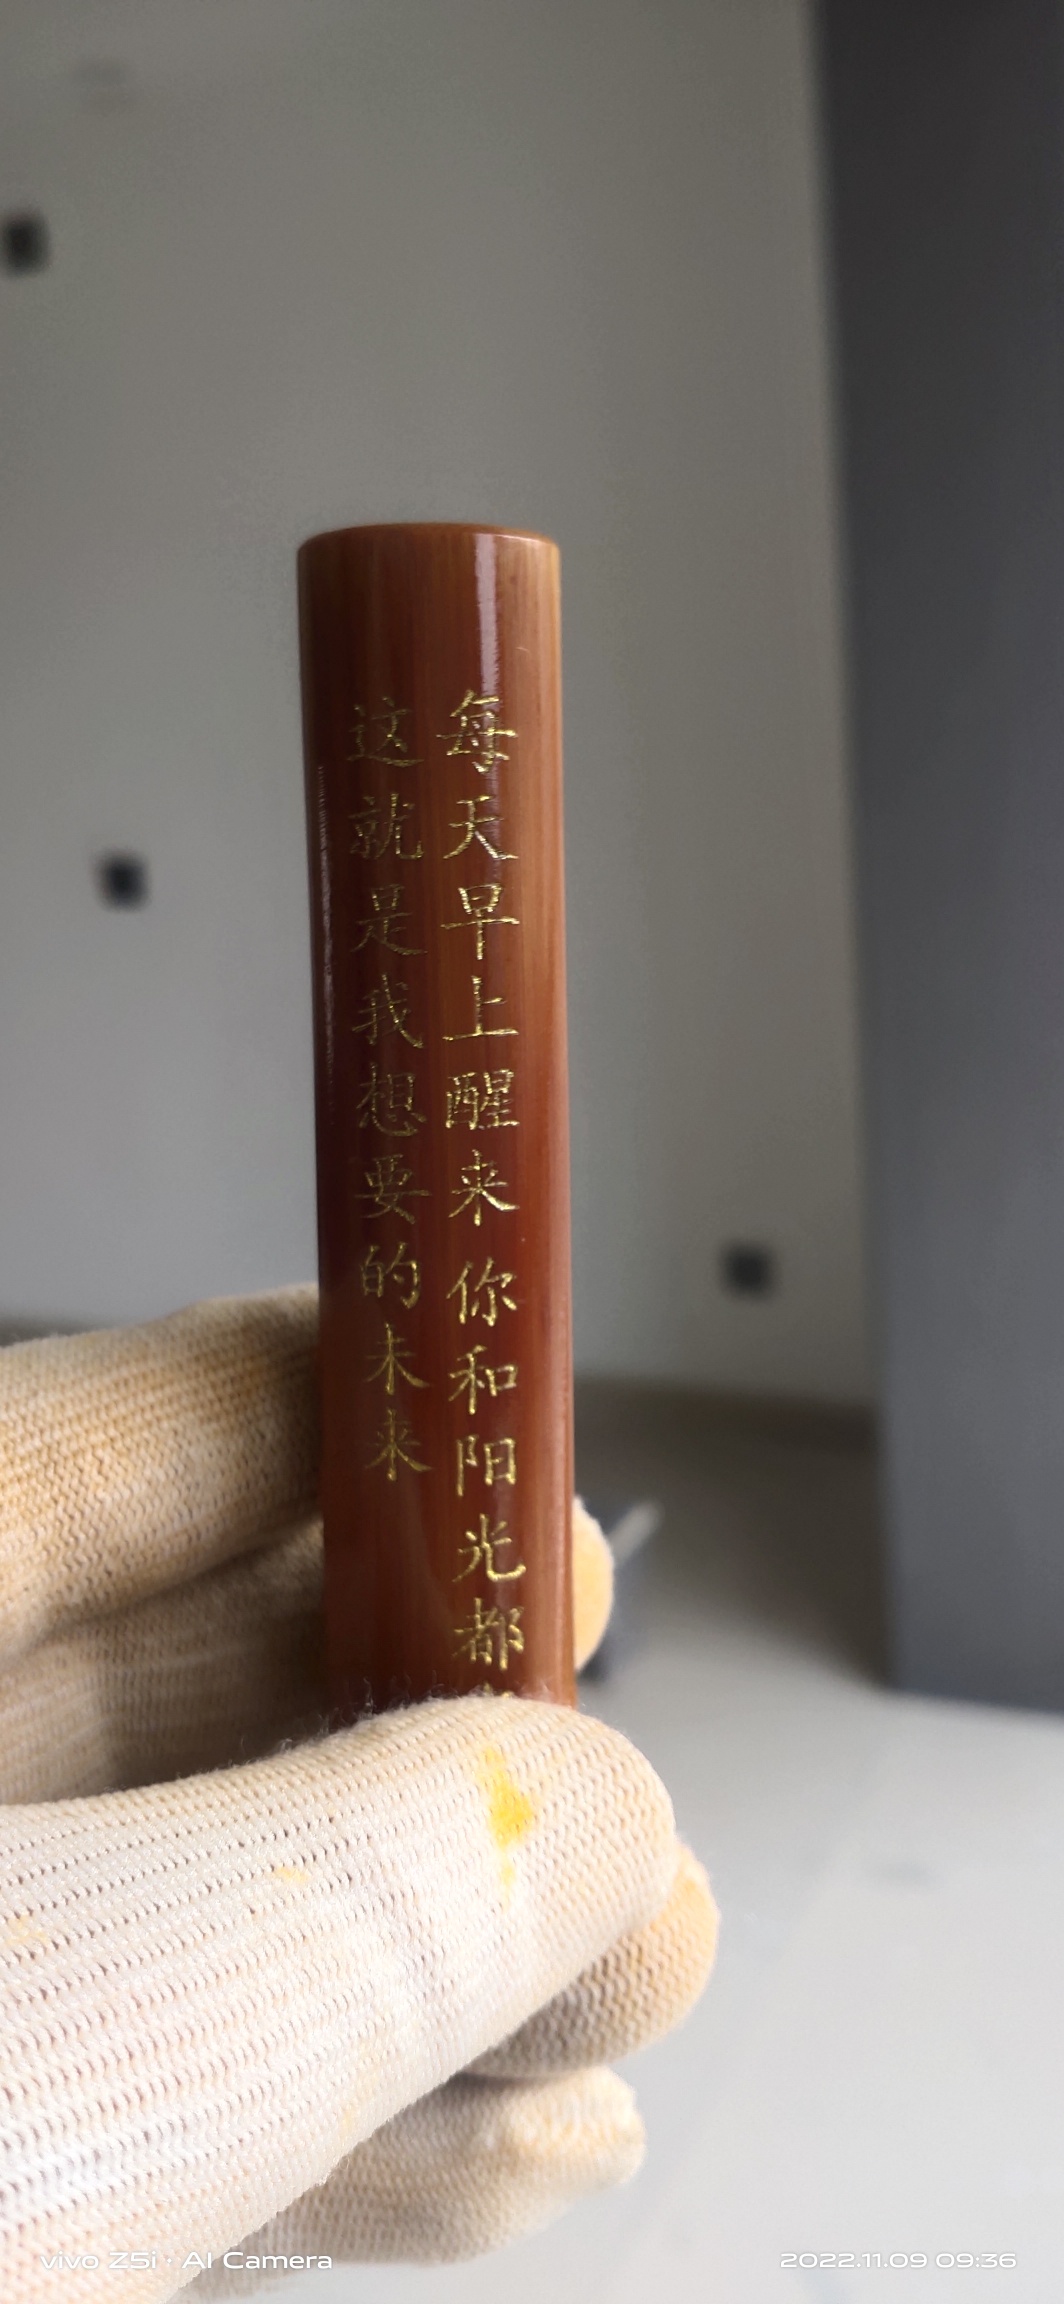 每天早上醒来你和阳光都
这就是我想要的未来
vivo Z5i · AI Camera
2022.11.09 09:36